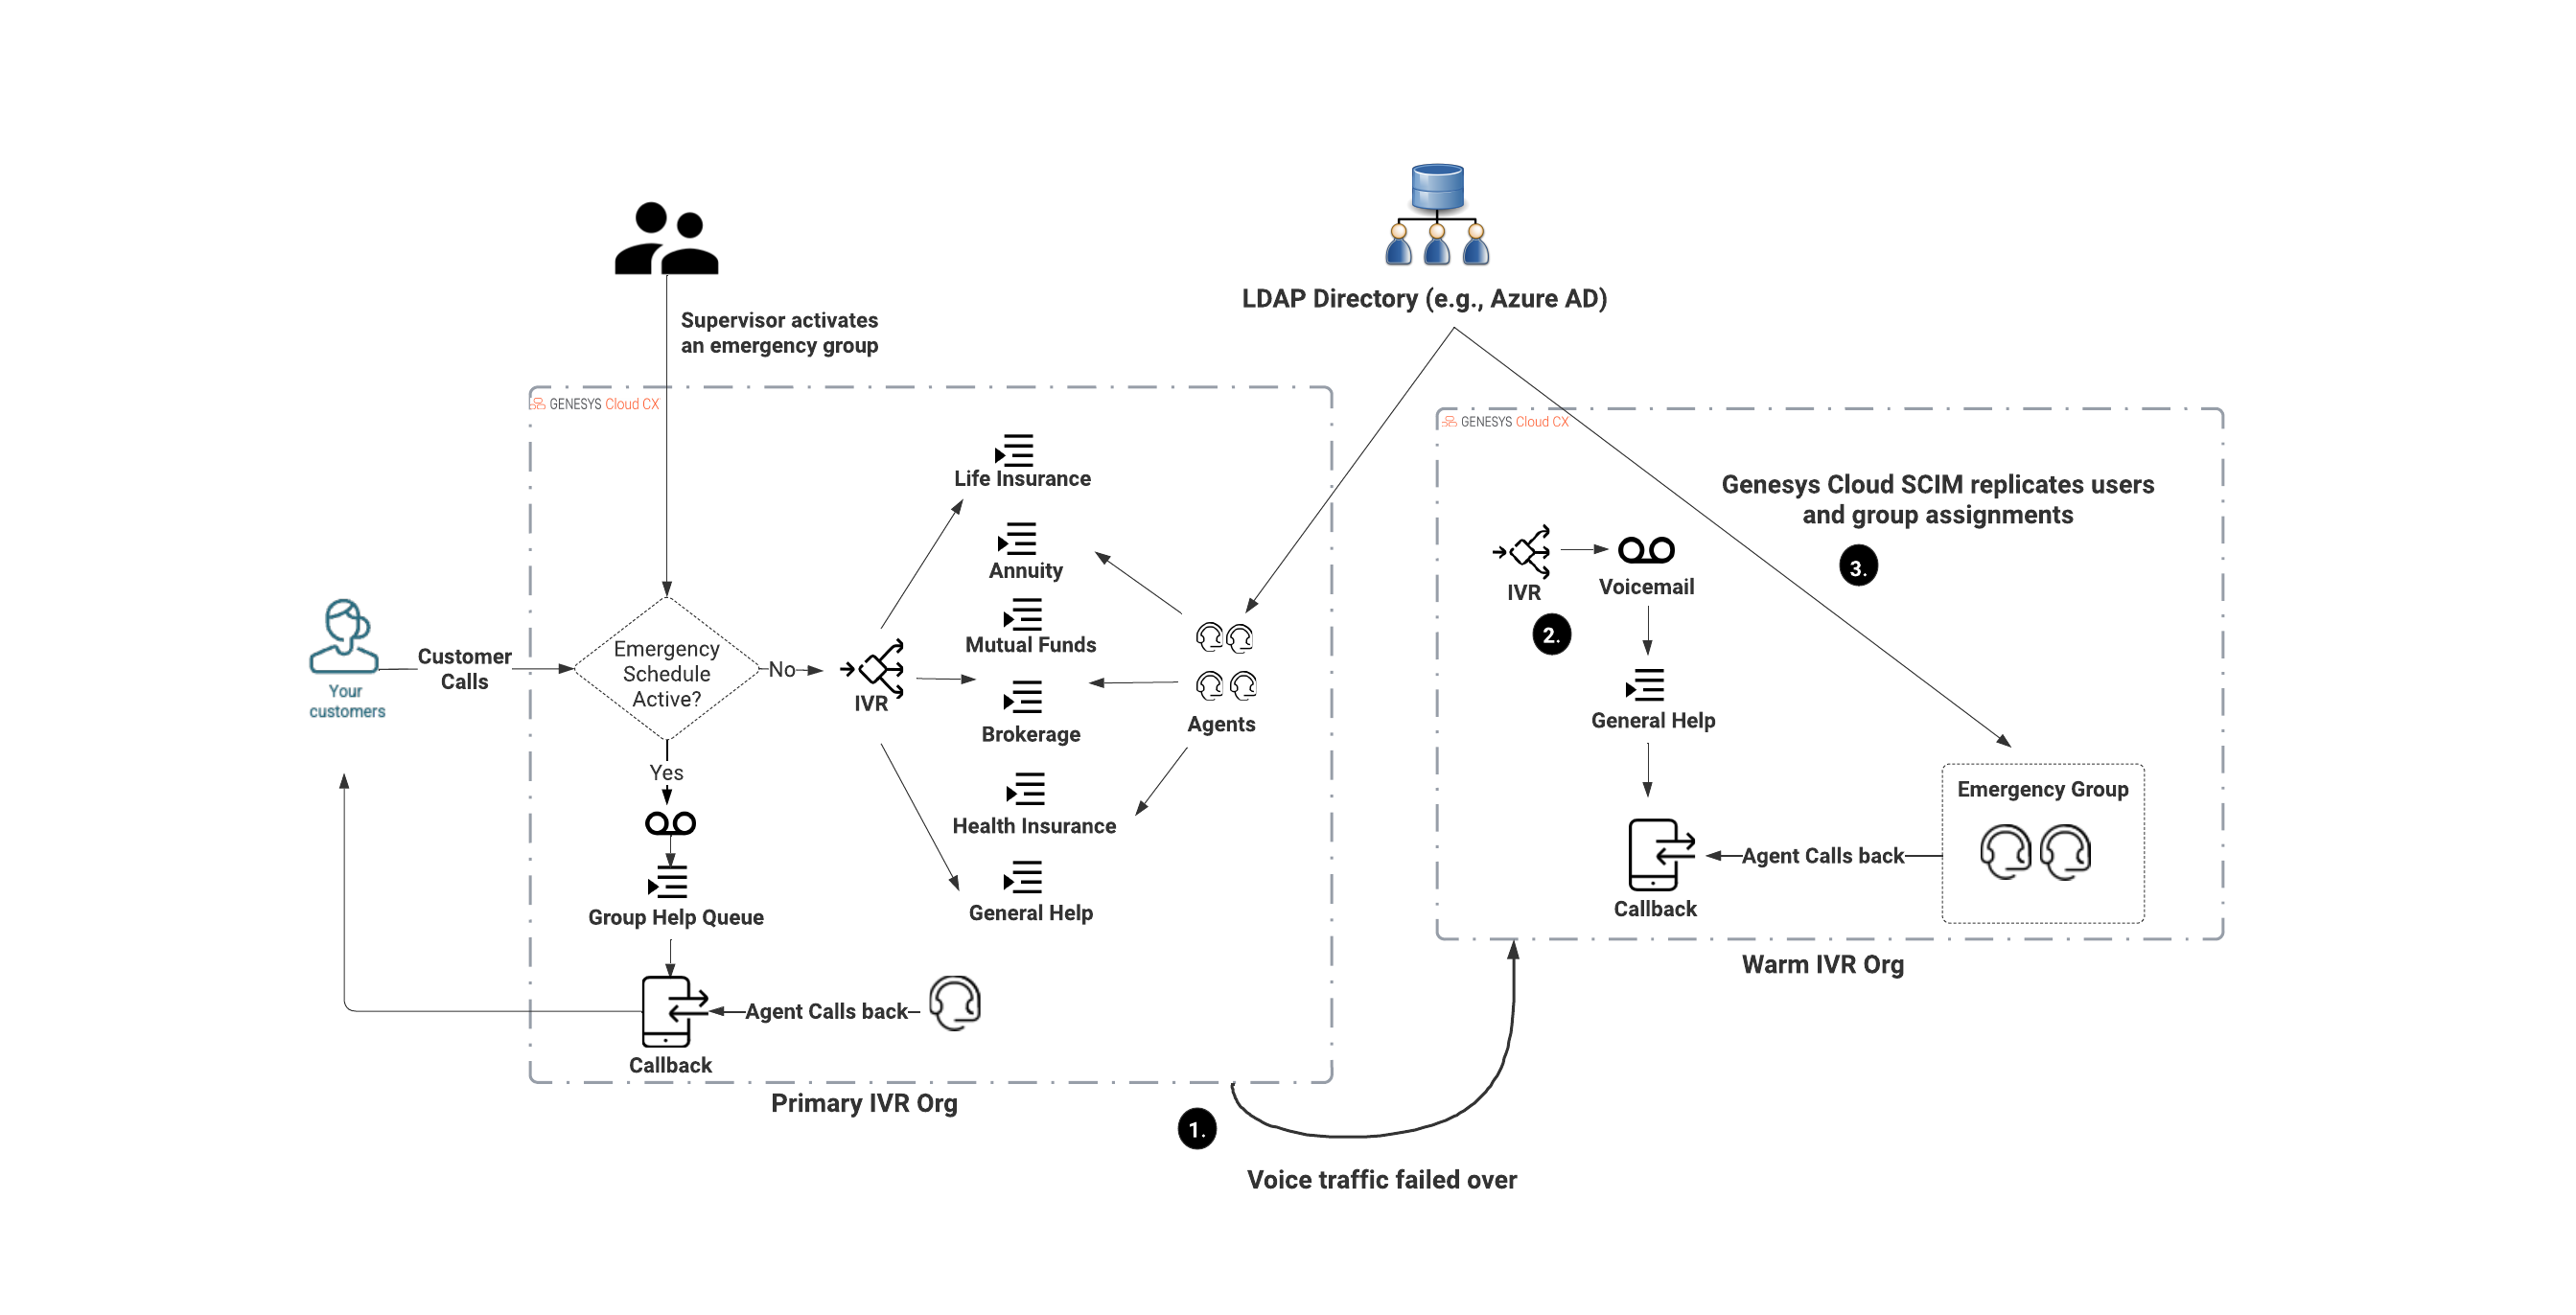 LDAP Directory (e.g., Azure AD)
Supervisor activates
an emergency group
GENESYS Cloud CX
Life Insurance
Annuity
Mutual Funds
Brokerage
Health Insurance
General Help
Your
customers
Customer
Calls
Emergency
Schedule
Active?
No
IVR
Agents
Yes
Group Help Queue
Callback
Agent Calls back
Primary IVR Org
1.
Voice traffic failed over
GENESYS Cloud CX
Genesys Cloud SCIM replicates users
and group assignments
3.
IVR
2.
Voicemail
General Help
Callback
Agent Calls back
Emergency Group
Warm IVR Org